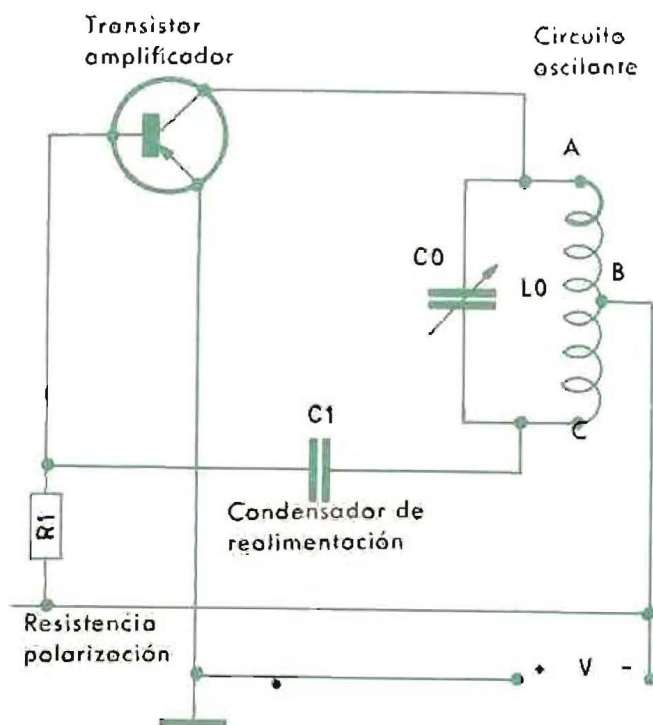 Transistor
amplificador
Circuito
oscilante
A
C0
L0
B
C1
C
Condensador de
realimentación
R1
Resistencia
polarización
+ V -